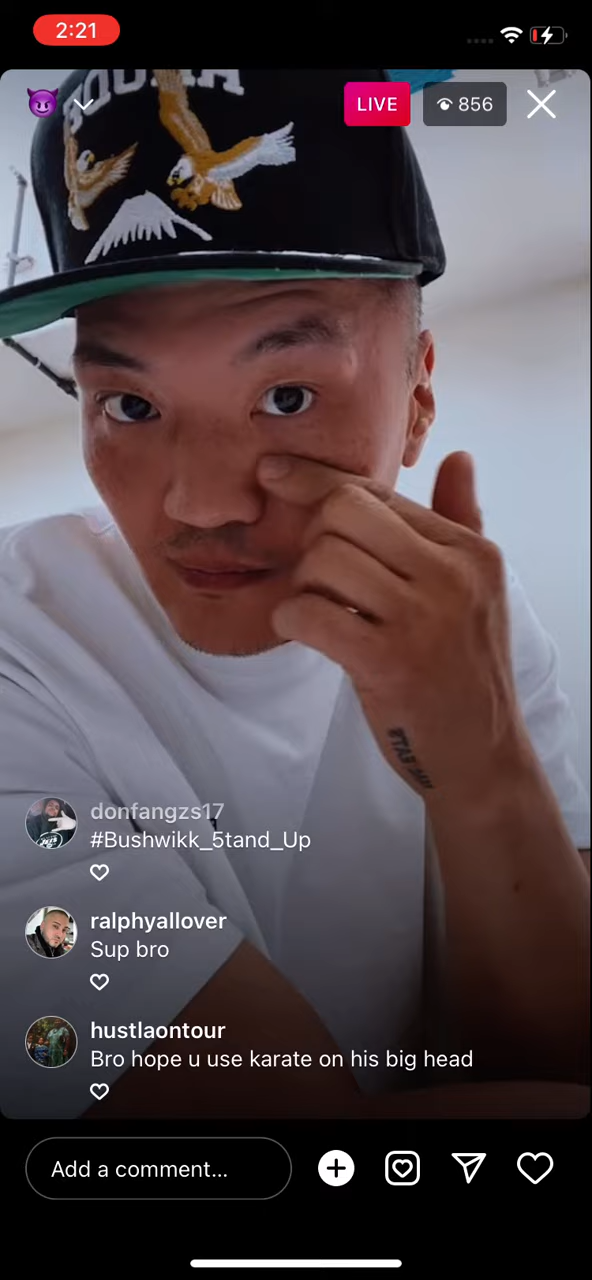 2:21
LIVE
856
donfangzs17
#Bushwikk_5tand_Up
ralphyallover
Sup bro
hustlaontour
Bro hope u use karate on his big head
Add a comment...